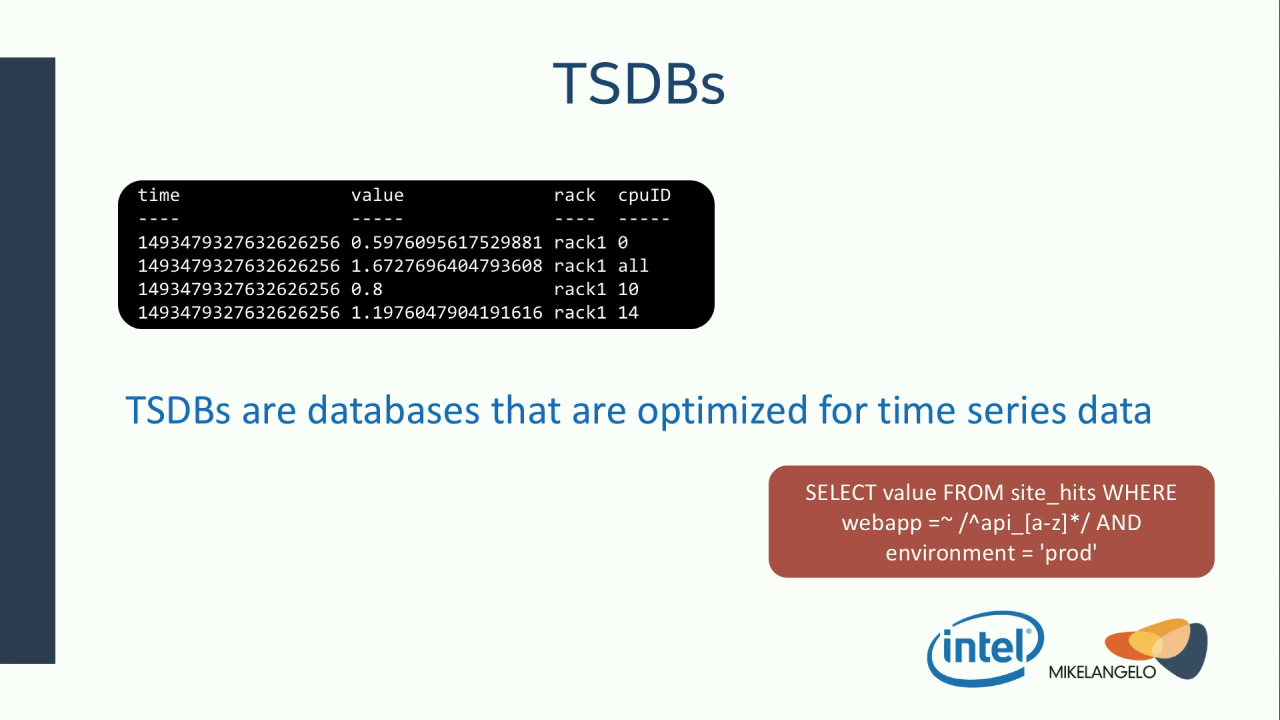 TSDBs
time value rack cpuID
---- ----- ---- -----
1493479327632626256 0.5976095617529881 rack1 0
1493479327632626256 1.6727696404793608 rack1 all
1493479327632626256 0.8 rack1 10
1493479327632626256 1.1976047904191616 rack1 14
TSDBs are databases that are optimized for time series data
SELECT value FROM site_hits WHERE
webapp =~ /^api_[a-z]*/ AND
environment = 'prod'
intel®
MIKELANGELO